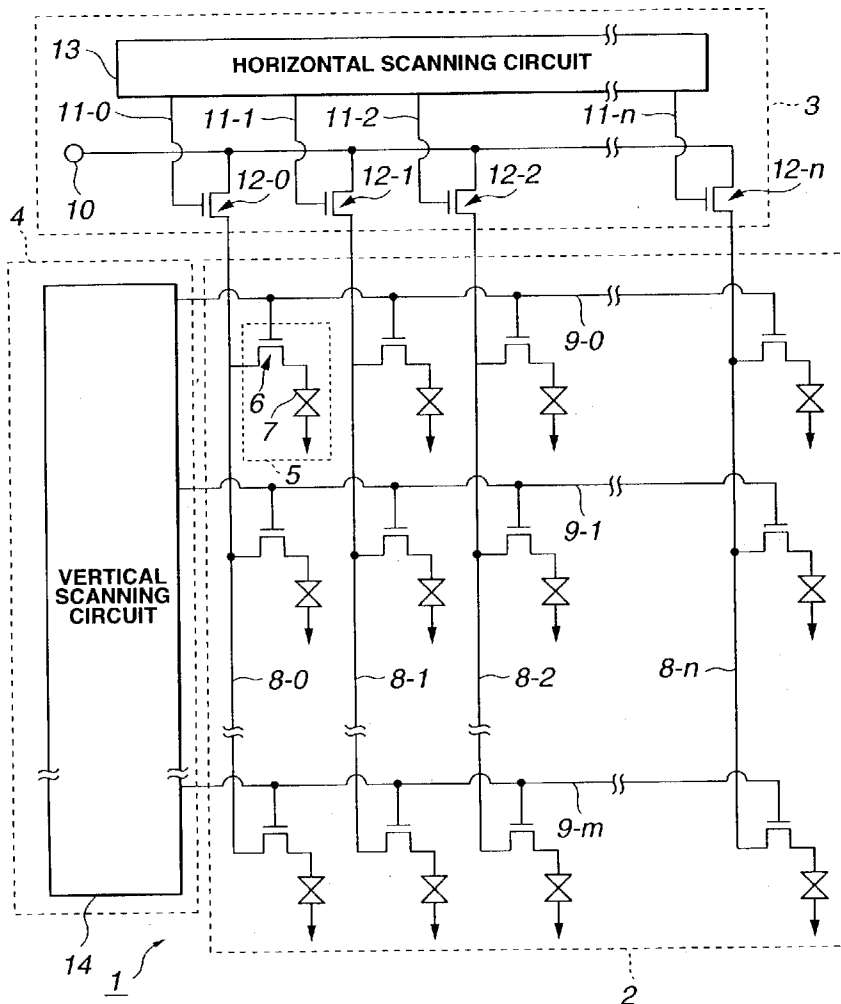 13
HORIZONTAL SCANNING CIRCUIT
11-0
11-1
11-2
11-n
3
10
12-0
12-1
12-2
12-n
4
9-0
6
7
5
9-1
VERTICAL
SCANNING
CIRCUIT
8-0
8-1
8-2
8-n
9-m
14
1
2